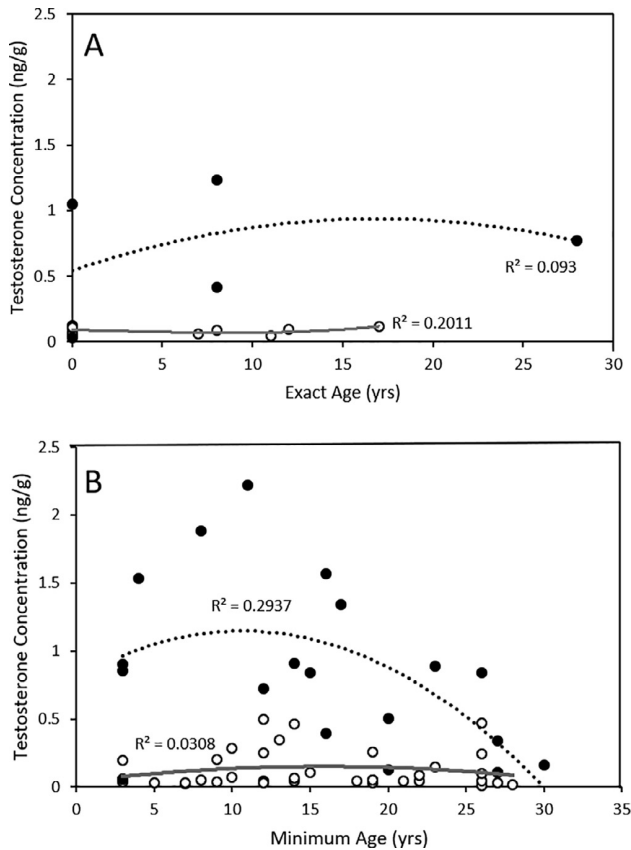 A
Testosterone Concentration (ng/g)
2.5
2
1.5
1
0.5
0
R² = 0.093
R² = 0.2011
0 5 10 15 20 25 30
Exact Age (yrs)
B
Testosterone Concentration (ng/g)
2.5
2
1.5
1
0.5
0
R² = 0.2937
R² = 0.0308
0 5 10 15 20 25 30 35
Minimum Age (yrs)